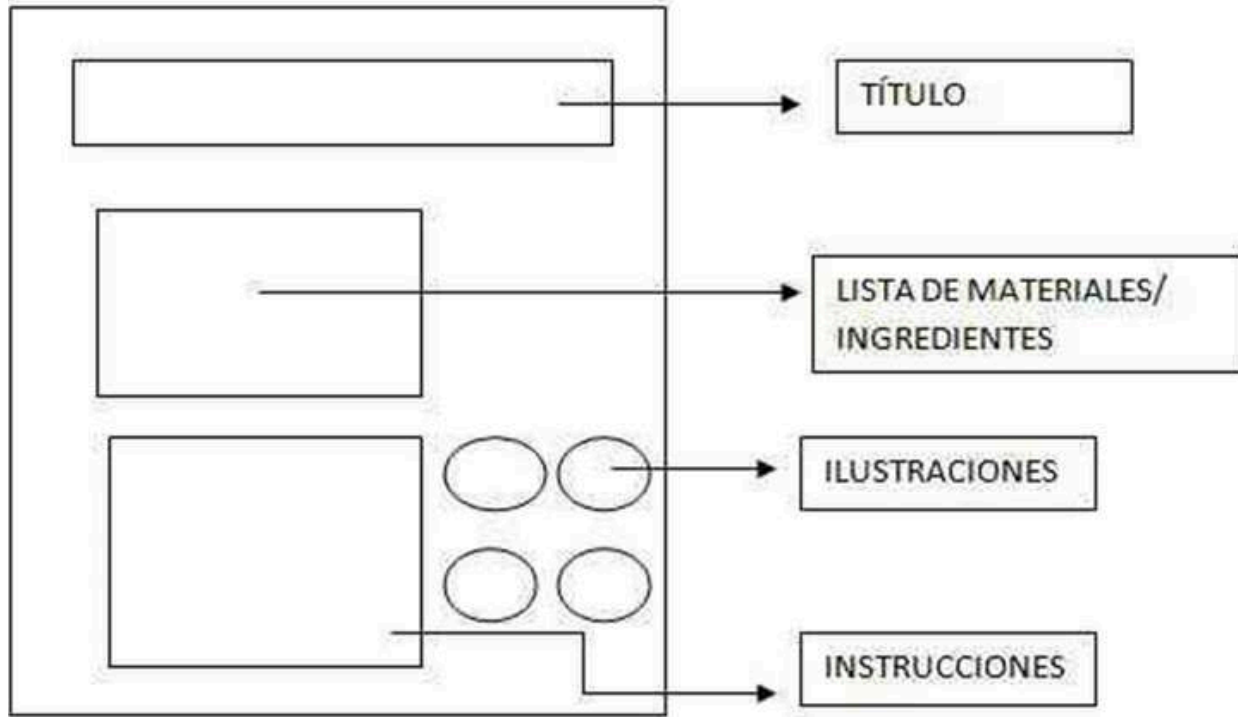 TÍTULO
LISTA DE MATERIALES/
INGREDIENTES
ILUSTRACIONES
INSTRUCCIONES